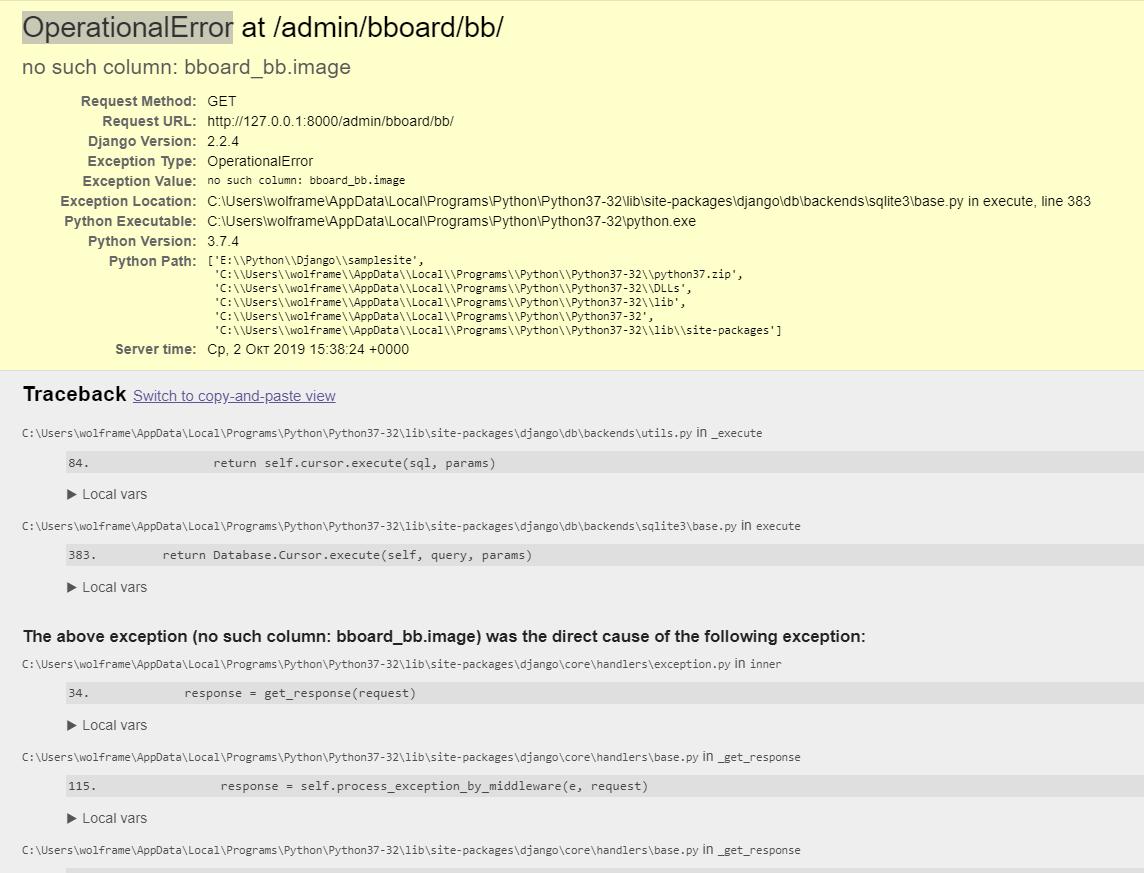 OperationalError at /admin/bboard/bb/
no such column: bboard_bb.image
Request Method: GET
Request URL: http://127.0.0.1:8000/admin/bboard/bb/
Django Version: 2.2.4
Exception Type: OperationalError
Exception Value: no such column: bboard_bb.image
Exception Location: C:\Users\wolframe\AppData\Local\Programs\Python\Python37-32\lib\site-packages\django\db\backends\sqlite3\base.py in execute, line 383
Python Executable: C:\Users\wolframe\AppData\Local\Programs\Python\Python37-32\python.exe
Python Version: 3.7.4
Python Path: ['E:\\Python\\Django\\samplesite',
'C:\\Users\\wolframe\\AppData\\Local\\Programs\\Python\\Python37-32\\python37.zip',
'C:\\Users\\wolframe\\AppData\\Local\\Programs\\Python\\Python37-32\\DLLs',
'C:\\Users\\wolframe\\AppData\\Local\\Programs\\Python\\Python37-32\\lib',
'C:\\Users\\wolframe\\AppData\\Local\\Programs\\Python\\Python37-32',
'C:\\Users\\wolframe\\AppData\\Local\\Programs\\Python\\Python37-32\\lib\\site-packages']
Server time: Ср, 2 Окт 2019 15:38:24 +0000
Traceback Switch to copy-and-paste view
C:\Users\wolframe\AppData\Local\Programs\Python\Python37-32\lib\site-packages\django\db\backends\utils.py in _execute
84. return self.cursor.execute(sql, params)
▶ Local vars
C:\Users\wolframe\AppData\Local\Programs\Python\Python37-32\lib\site-packages\django\db\backends\sqlite3\base.py in execute
383. return Database.Cursor.execute(self, query, params)
▶ Local vars
The above exception (no such column: bboard_bb.image) was the direct cause of the following exception:
C:\Users\wolframe\AppData\Local\Programs\Python\Python37-32\lib\site-packages\django\core\handlers\exception.py in inner
34. response = get_response(request)
▶ Local vars
C:\Users\wolframe\AppData\Local\Programs\Python\Python37-32\lib\site-packages\django\core\handlers\base.py in _get_response
115. response = self.process_exception_by_middleware(e, request)
▶ Local vars
C:\Users\wolframe\AppData\Local\Programs\Python\Python37-32\lib\site-packages\django\core\handlers\base.py in _get_response